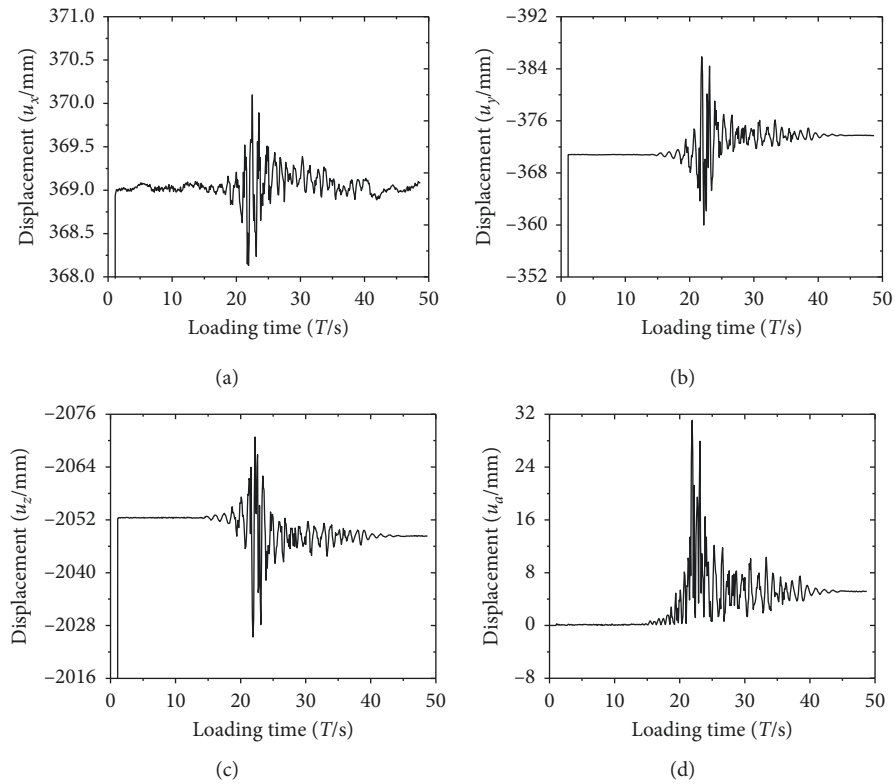 371.0
370.5
370.0
369.5
369.0
368.5
368.0
Displacement (u_x/mm)
0 10 20 30 40 50
Loading time (T/s)
(a)
−392
−384
−376
−368
−360
−352
Displacement (u_y/mm)
0 10 20 30 40 50
Loading time (T/s)
(b)
−2076
−2064
−2052
−2040
−2028
−2016
Displacement (u_z/mm)
0 10 20 30 40 50
Loading time (T/s)
(c)
32
24
16
8
0
−8
Displacement (u_a/mm)
0 10 20 30 40 50
Loading time (T/s)
(d)